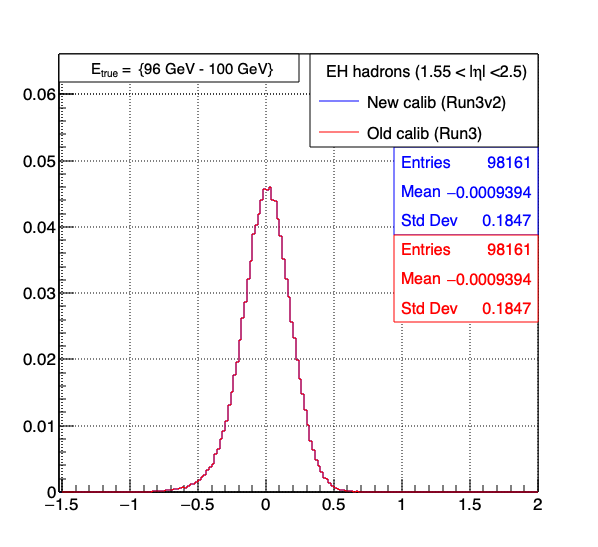 E_true = {96 GeV - 100 GeV}
EH hadrons (1.55 < |η| <2.5)
New calib (Run3v2)
Old calib (Run3)
Entries 98161
Mean −0.0009394
Std Dev 0.1847
Entries 98161
Mean −0.0009394
Std Dev 0.1847
0.06
0.05
0.04
0.03
0.02
0.01
0
−1.5 −1 −0.5 0 0.5 1 1.5 2